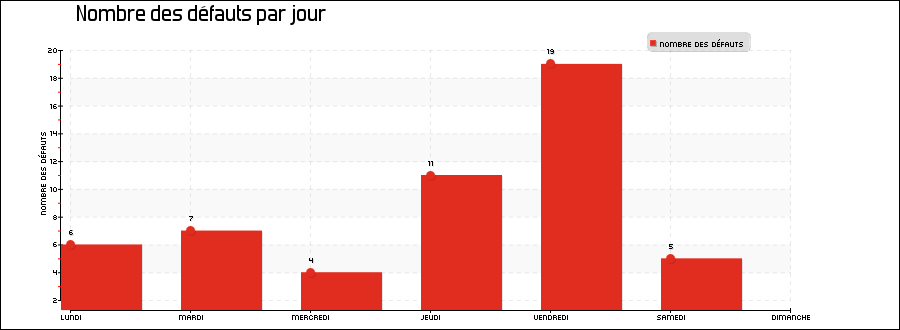 Nombre des défauts par jour
NOMBRE DES DÉFAUTS
NOMBRE DES DÉFAUTS
20
18
16
14
12
10
8
6
4
2
6
7
4
11
19
5
LUNDI
MARDI
MERCREDI
JEUDI
VENDREDI
SAMEDI
DIMANCHE